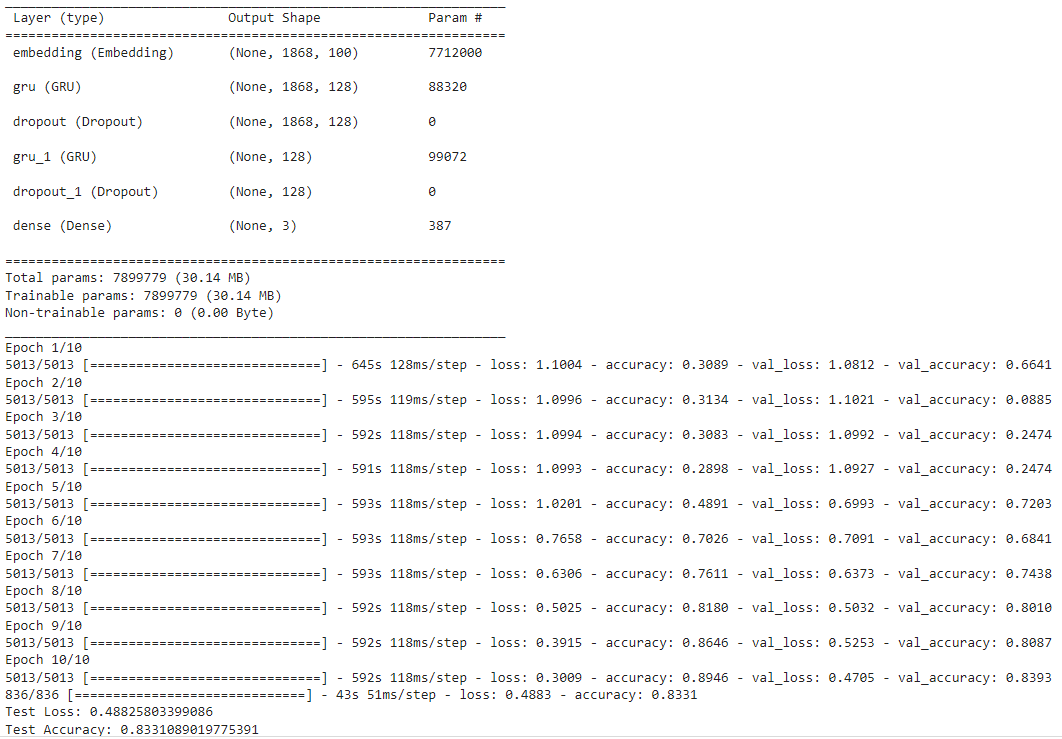 Layer (type) Output Shape Param #
=================================================================
embedding (Embedding) (None, 1868, 100) 7712000
gru (GRU) (None, 1868, 128) 88320
dropout (Dropout) (None, 1868, 128) 0
gru_1 (GRU) (None, 128) 99072
dropout_1 (Dropout) (None, 128) 0
dense (Dense) (None, 3) 387
=================================================================
Total params: 7899779 (30.14 MB)
Trainable params: 7899779 (30.14 MB)
Non-trainable params: 0 (0.00 Byte)
_________________________________________________________________
Epoch 1/10
5013/5013 [==============================] - 645s 128ms/step - loss: 1.1004 - accuracy: 0.3089 - val_loss: 1.0812 - val_accuracy: 0.6641
Epoch 2/10
5013/5013 [==============================] - 595s 119ms/step - loss: 1.0996 - accuracy: 0.3134 - val_loss: 1.1021 - val_accuracy: 0.0885
Epoch 3/10
5013/5013 [==============================] - 592s 118ms/step - loss: 1.0994 - accuracy: 0.3083 - val_loss: 1.0992 - val_accuracy: 0.2474
Epoch 4/10
5013/5013 [==============================] - 591s 118ms/step - loss: 1.0993 - accuracy: 0.2898 - val_loss: 1.0927 - val_accuracy: 0.2474
Epoch 5/10
5013/5013 [==============================] - 593s 118ms/step - loss: 1.0201 - accuracy: 0.4891 - val_loss: 0.6993 - val_accuracy: 0.7203
Epoch 6/10
5013/5013 [==============================] - 593s 118ms/step - loss: 0.7658 - accuracy: 0.7026 - val_loss: 0.7091 - val_accuracy: 0.6841
Epoch 7/10
5013/5013 [==============================] - 593s 118ms/step - loss: 0.6306 - accuracy: 0.7611 - val_loss: 0.6373 - val_accuracy: 0.7438
Epoch 8/10
5013/5013 [==============================] - 592s 118ms/step - loss: 0.5025 - accuracy: 0.8180 - val_loss: 0.5032 - val_accuracy: 0.8010
Epoch 9/10
5013/5013 [==============================] - 592s 118ms/step - loss: 0.3915 - accuracy: 0.8646 - val_loss: 0.5253 - val_accuracy: 0.8087
Epoch 10/10
5013/5013 [==============================] - 592s 118ms/step - loss: 0.3009 - accuracy: 0.8946 - val_loss: 0.4705 - val_accuracy: 0.8393
836/836 [==============================] - 43s 51ms/step - loss: 0.4883 - accuracy: 0.8331
Test Loss: 0.48825803399086
Test Accuracy: 0.8331089019775391